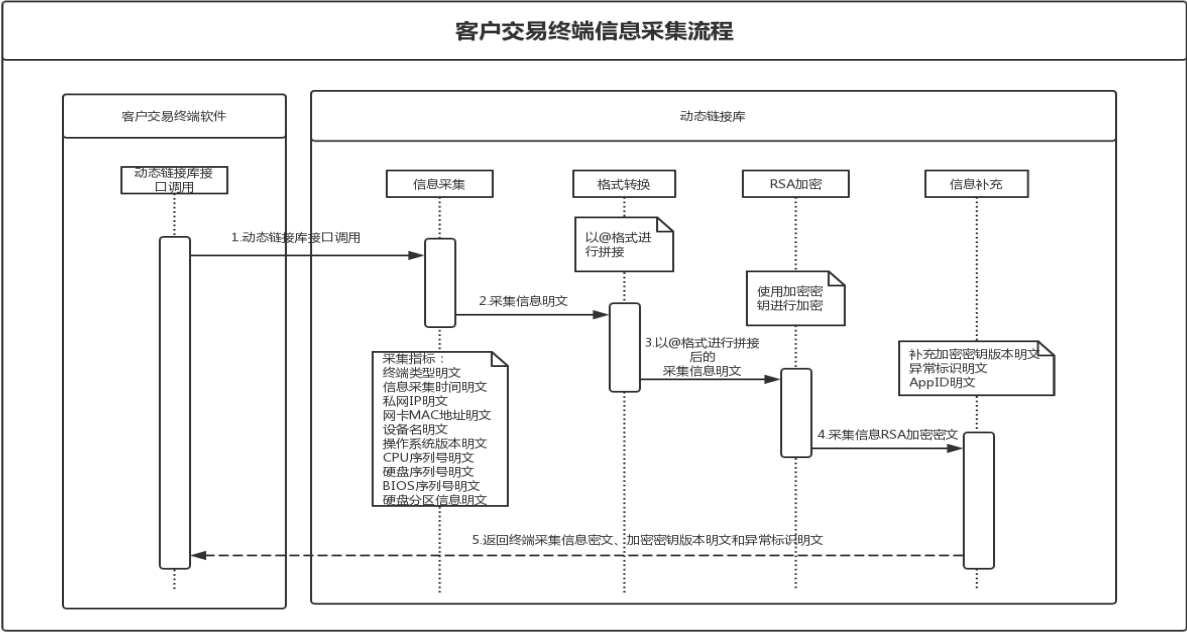 客户交易终端信息采集流程
客户交易终端软件
动态链接库
动态链接库接
口调用
信息采集
格式转换
RSA加密
信息补充
1.动态链接库接口调用
以@格式进
行拼接
2.采集信息明文
使用加密密
钥进行加密
3.以@格式进行拼接
后的
采集信息明文
采集指标：
终端类型明文
信息采集时间明文
私网IP明文
网卡MAC地址明文
设备名明文
操作系统版本明文
CPU序列号明文
硬盘序列号明文
BIOS序列号明文
硬盘分区信息明文
补充加密密钥版本明文
异常标识明文
AppID明文
4.采集信息RSA加密密文
5.返回终端采集信息密文、加密密钥版本明文和异常标识明文